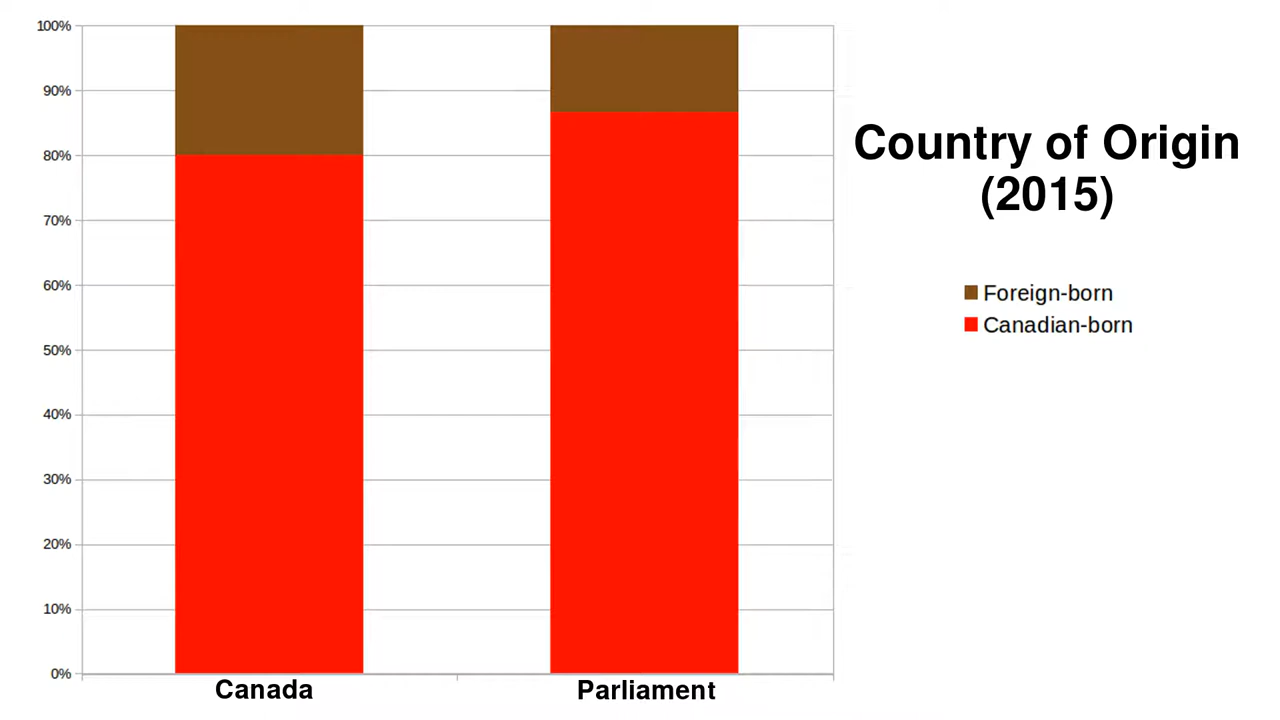 100%
90%
80%
70%
60%
50%
40%
30%
20%
10%
0%
Canada
Parliament
Country of Origin
(2015)
Foreign-born
Canadian-born